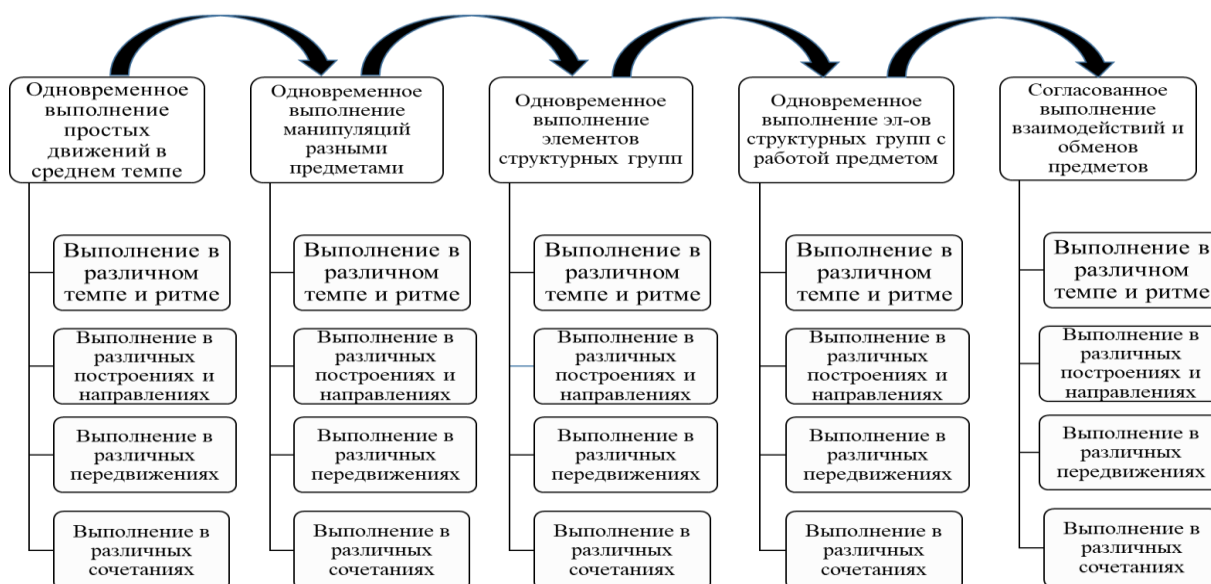 Одновременное
выполнение
простых
движений в
среднем темпе
Одновременное
выполнение
манипуляций
разными
предметами
Одновременное
выполнение
элементов
структурных групп
Одновременное
выполнение эл-ов
структурных групп с
работой предметом
Согласованное
выполнение
взаимодействий и
обменов
предметов
Выполнение в
различном
темпе и ритме
Выполнение в
различных
построениях и
направлениях
Выполнение в
различных
передвижениях
Выполнение в
различных
сочетаниях
Выполнение в
различном
темпе и ритме
Выполнение в
различных
построениях и
направлениях
Выполнение в
различных
передвижениях
Выполнение в
различных
сочетаниях
Выполнение в
различном
темпе и ритме
Выполнение в
различных
построениях и
направлениях
Выполнение в
различных
передвижениях
Выполнение в
различных
сочетаниях
Выполнение в
различном
темпе и ритме
Выполнение в
различных
построениях и
направлениях
Выполнение в
различных
передвижениях
Выполнение в
различных
сочетаниях
Выполнение в
различном
темпе и ритме
Выполнение в
различных
построениях и
направлениях
Выполнение в
различных
передвижениях
Выполнение в
различных
сочетаниях